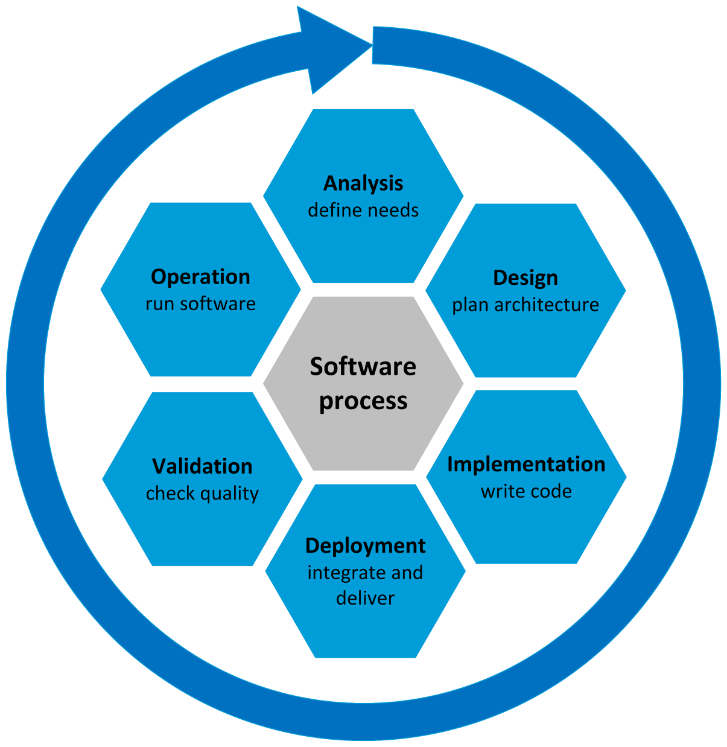 Analysis
define needs
Design
plan architecture
Implementation
write code
Deployment
integrate and
deliver
Validation
check quality
Operation
run software
Software
process